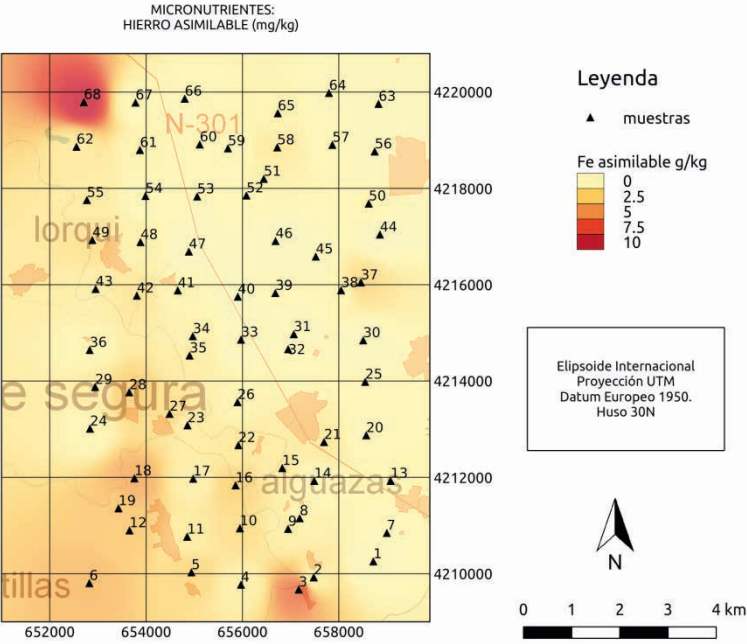 MICRONUTRIENTES:
HIERRO ASIMILABLE (mg/kg)
68 67 66 64 63
65
N-301
62 61 60 59 58 57 56
51
55 54 53 52 50
lorqui
49 48 47 46 45 44
43 42 41 40 39 38 37
36 35 34 33 32 31 30
29 28 26 25
e segura
27 24 23 22 21 20
18 17 16 15 14 13
alguazas
19 12 11 10 9 8 7
6 5 4 3 2 1
tillas
4220000
4218000
4216000
4214000
4212000
4210000
652000 654000 656000 658000
Leyenda
muestras
Fe asimilable g/kg
0
2.5
5
7.5
10
Elipsoide Internacional
Proyección UTM
Datum Europeo 1950.
Huso 30N
N
0 1 2 3 4 km